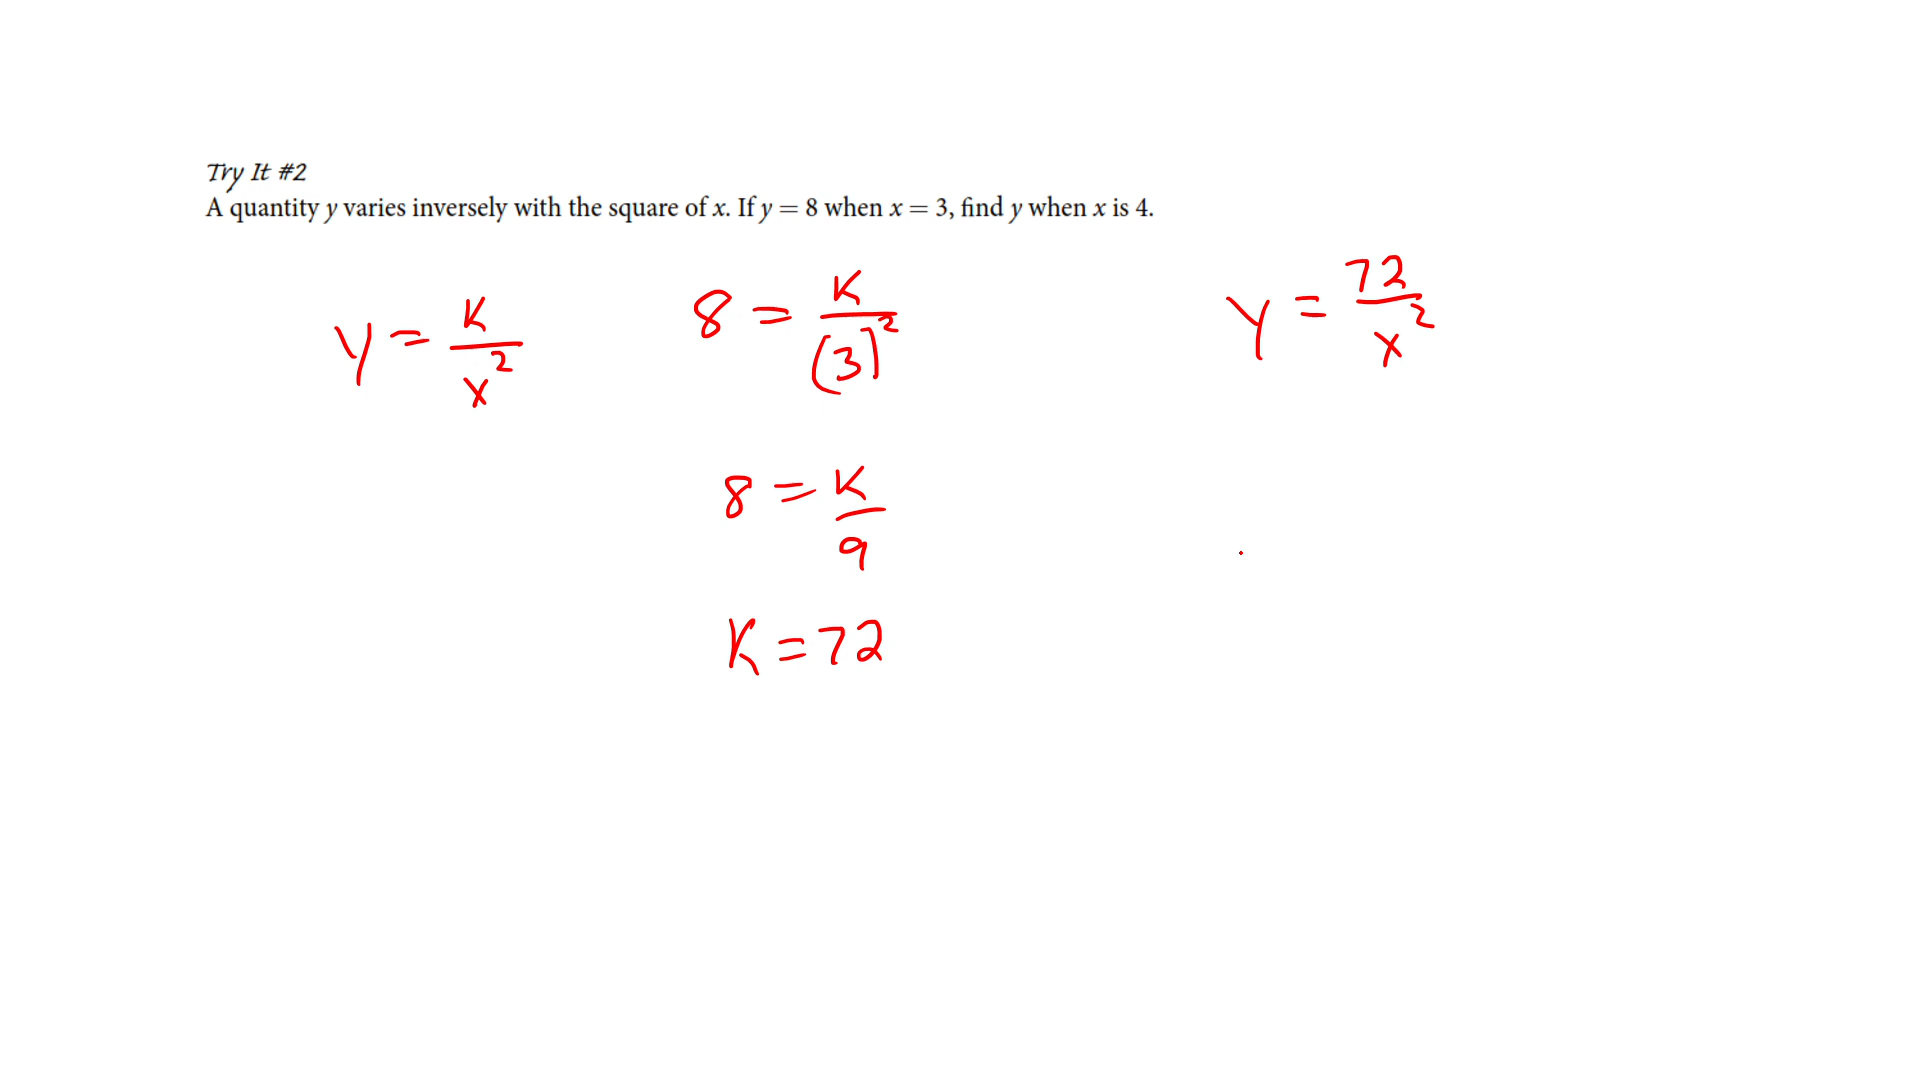 Try It #2
A quantity y varies inversely with the square of x. If y = 8 when x = 3, find y when x is 4.
y = K/x²
8 = K/(3)²
8 = K/9
K = 72
y = 72/x²